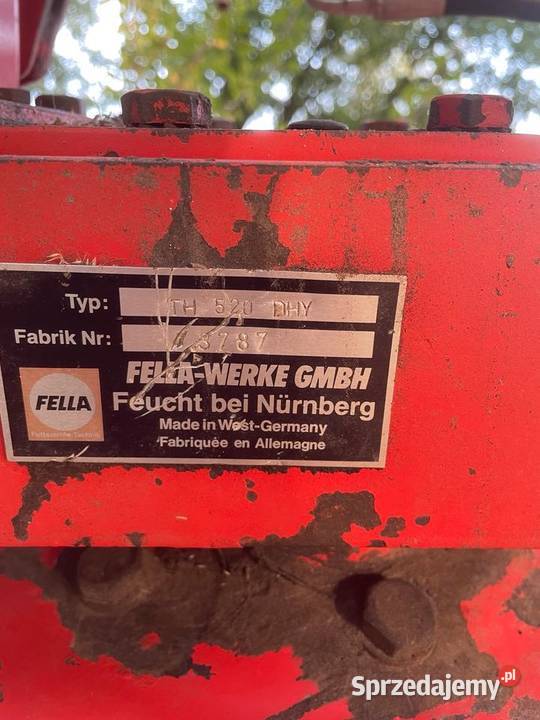 Typ: TH 520 DHY
Fabrik Nr: 3787
FELLA-WERKE GMBH
FELLA
Feucht bei Nürnberg
Made in West-Germany
Fabriquée en Allemagne
Sprzedajemy.pl